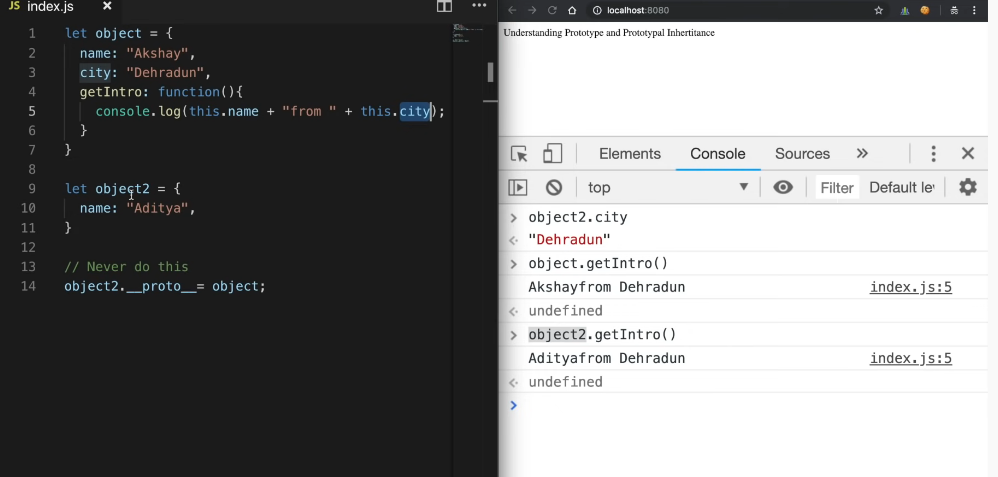 JS index.js ×
1 let object = {
2 name: "Akshay",
3 city: "Dehradun",
4 getIntro: function(){
5 console.log(this.name + "from " + this.city);
6 }
7 }
8
9 let object2 = {
10 name: "Aditya",
11 }
12
13 // Never do this
14 object2.__proto__= object;
localhost:8080
Understanding Prototype and Prototypal Inhertitance
Elements Console Sources »
top Filter Default le
> object2.city
"Dehradun"
> object.getIntro()
Akshayfrom Dehradun index.js:5
undefined
> object2.getIntro()
Adityafrom Dehradun index.js:5
undefined
>